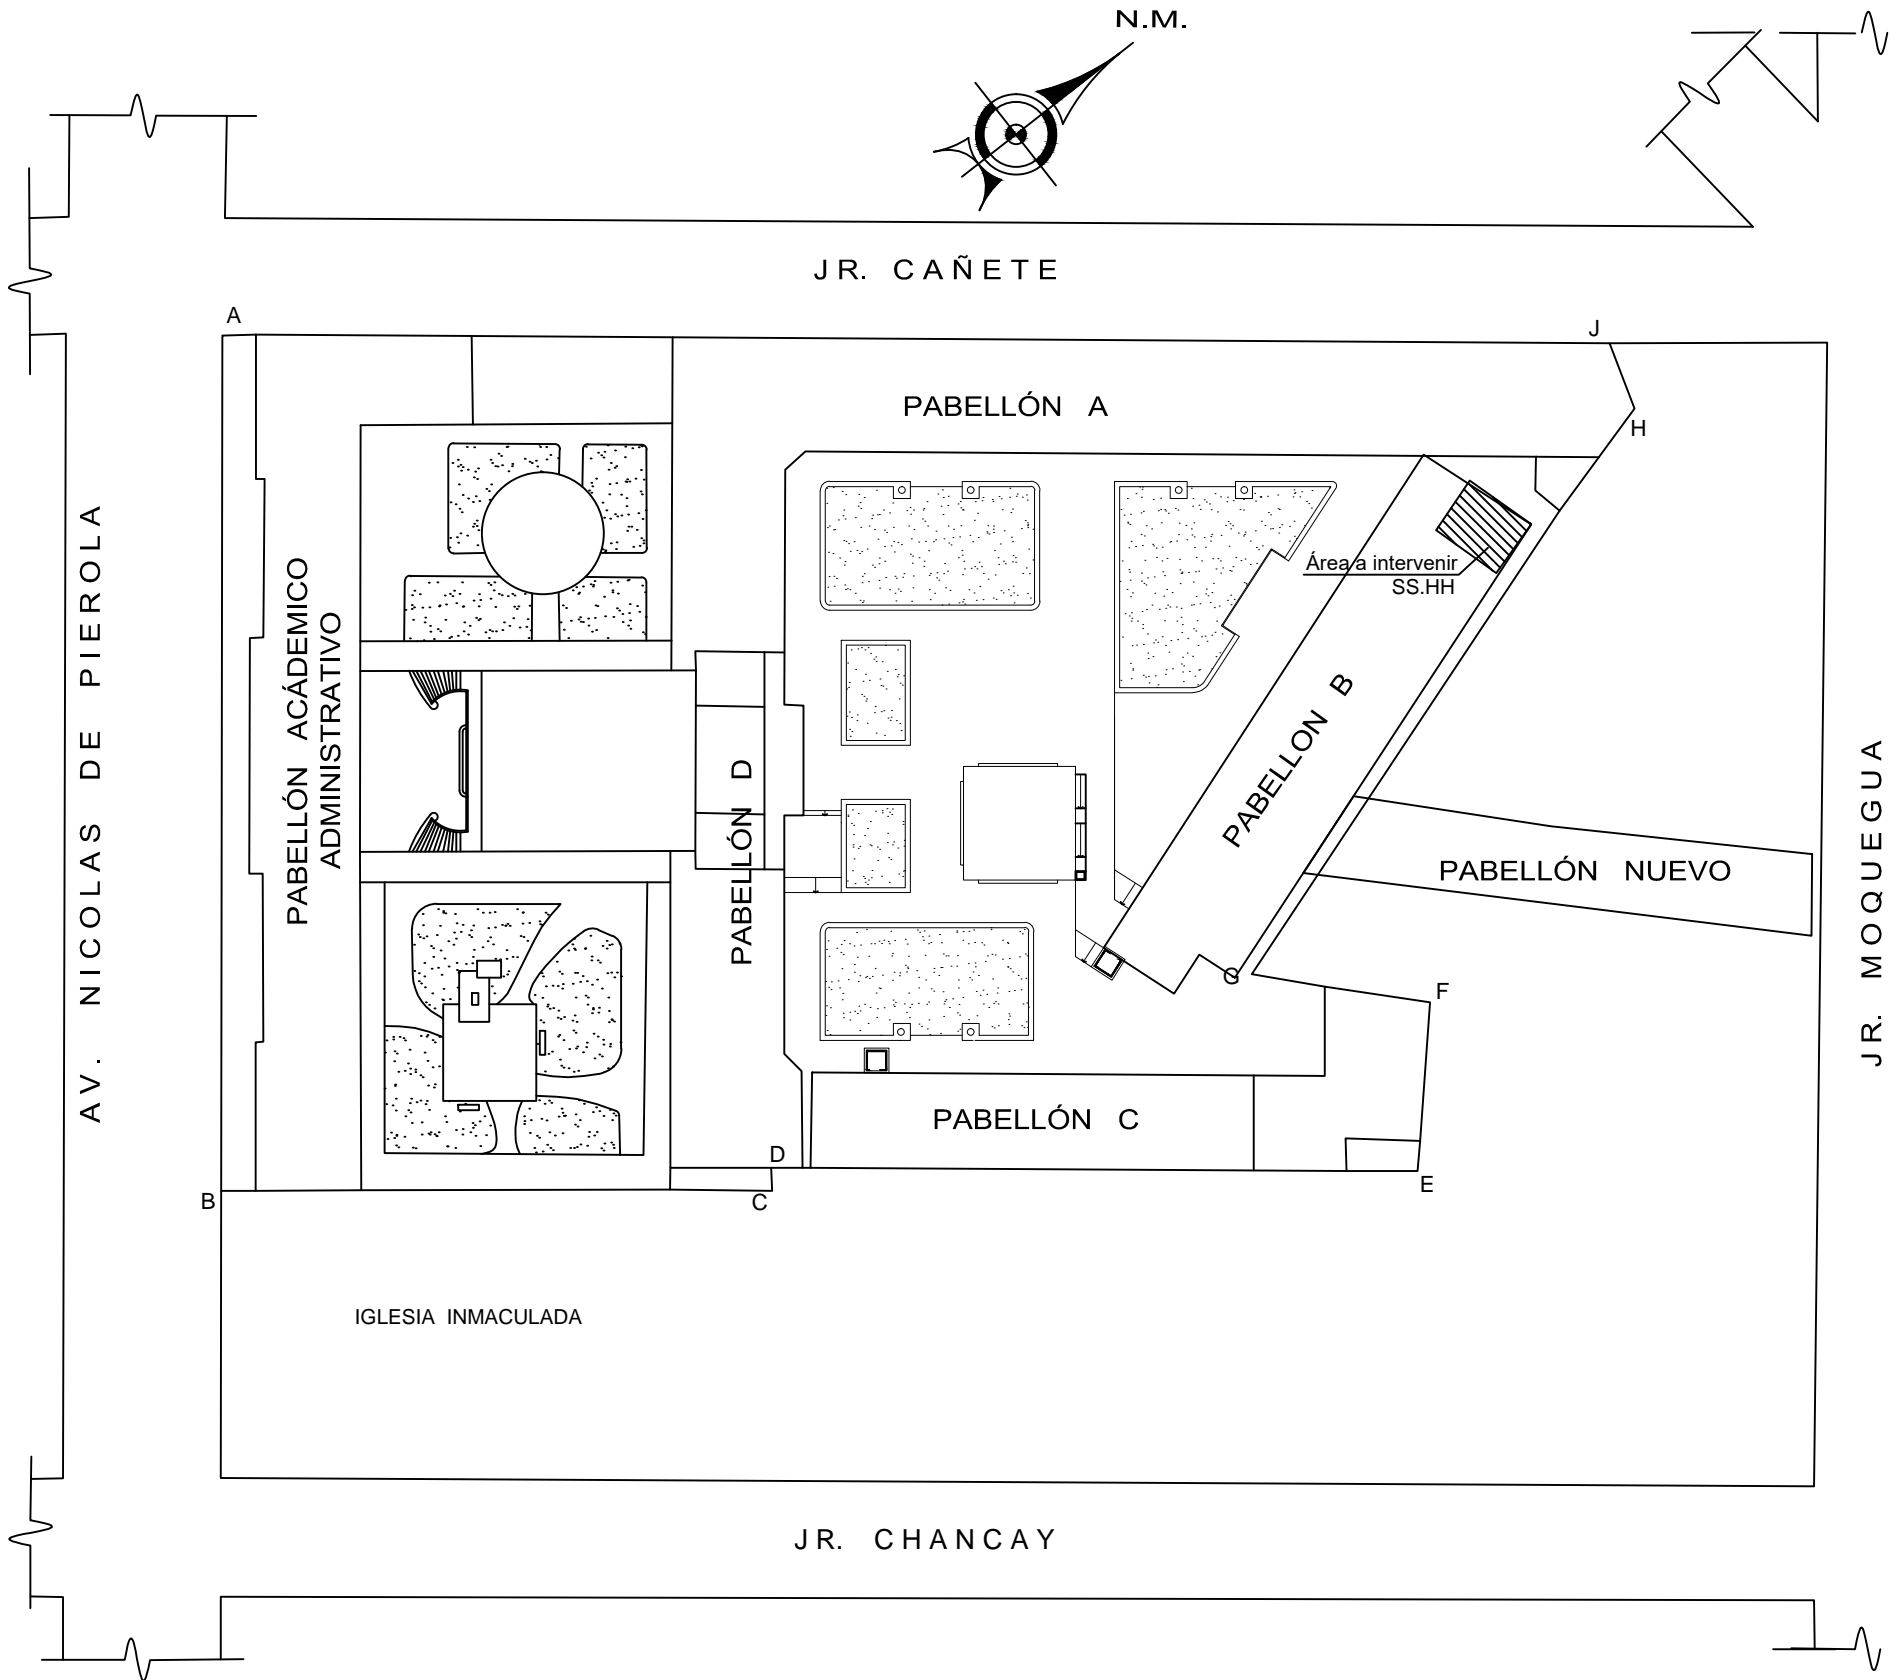 N.M.
JR. CAÑETE
A
J
H
PABELLÓN A
AV. NICOLAS DE PIEROLA
PABELLÓN ACÁDEMICO
ADMINISTRATIVO
Área a intervenir
SS.HH
PABELLON B
PABELLÓN D
PABELLÓN NUEVO
JR. MOQUEGUA
G
F
PABELLÓN C
D
E
B
C
IGLESIA INMACULADA
JR. CHANCAY